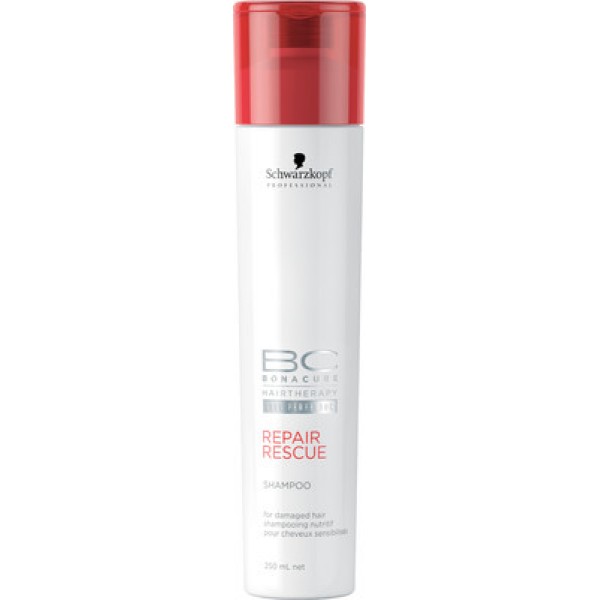 Schwarzkopf
PROFESSIONAL
BC
BONACURE
HAIRTHERAPY
REPAIR
RESCUE
SHAMPOO
for damaged hair
shampooing nutritif
pour cheveux sensibilisés
250 mL net